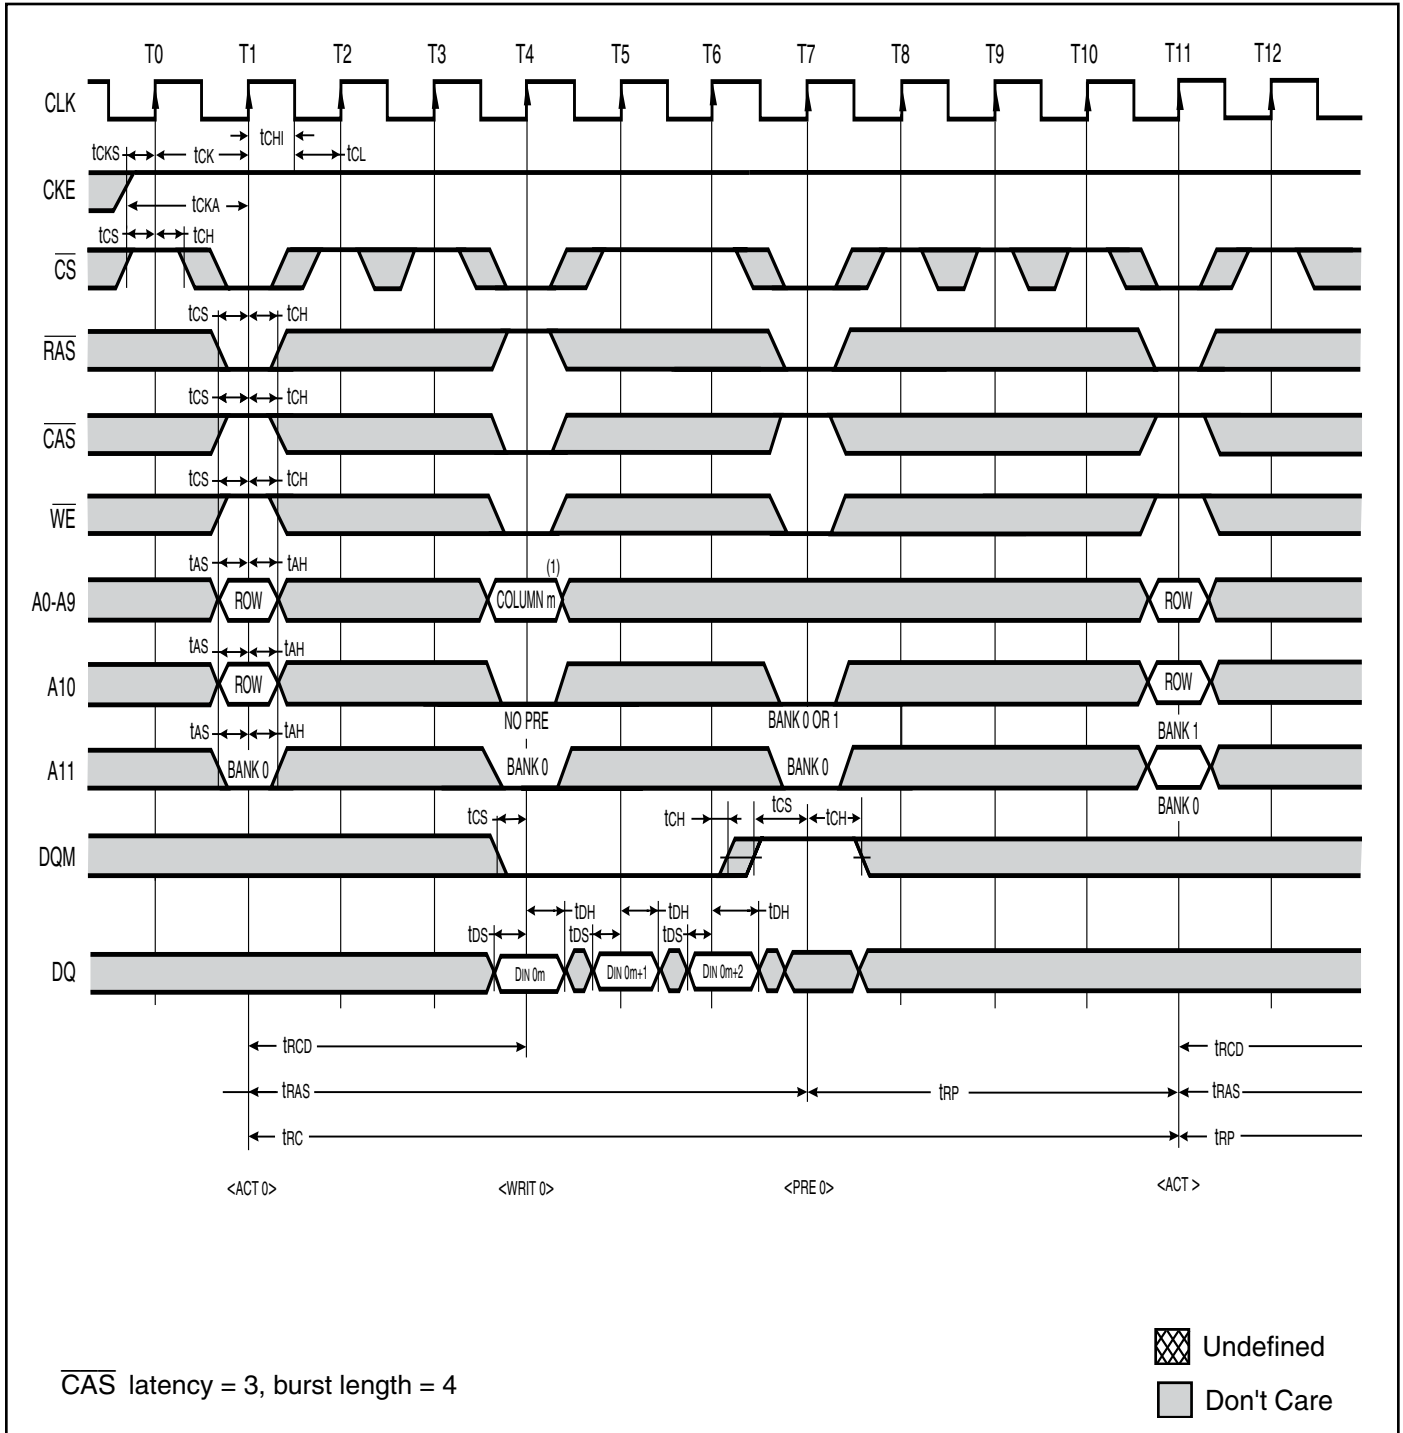 T0 T1 T2 T3 T4 T5 T6 T7 T8 T9 T10 T11 T12
CLK
tCHI
tCKS tCK tCL
CKE
tCKA
tCS tCH
CS
tCS tCH
RAS
tCS tCH
CAS
tCS tCH
WE
tAS tAH (1)
A0-A9 ROW COLUMN m ROW
tAS tAH
A10 ROW ROW
NO PRE BANK 0 OR 1 BANK 1
tAS tAH
A11 BANK 0 BANK 0 BANK 0
BANK 0
tCS tCH tCS tCH
DQM
tDH tDH tDH
tDS tDS tDS
DQ DIN 0m DIN 0m+1 DIN 0m+2
tRCD tRCD
tRAS tRP tRAS
tRC tRP
<ACT 0> <WRIT 0> <PRE 0> <ACT >
Undefined
CAS latency = 3, burst length = 4
Don't Care